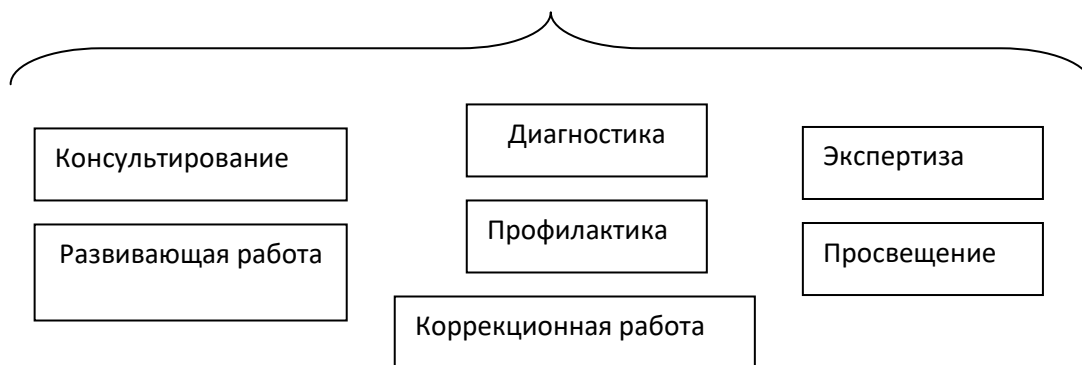 Диагностика
Консультирование
Экспертиза
Профилактика
Развивающая работа
Просвещение
Коррекционная работа